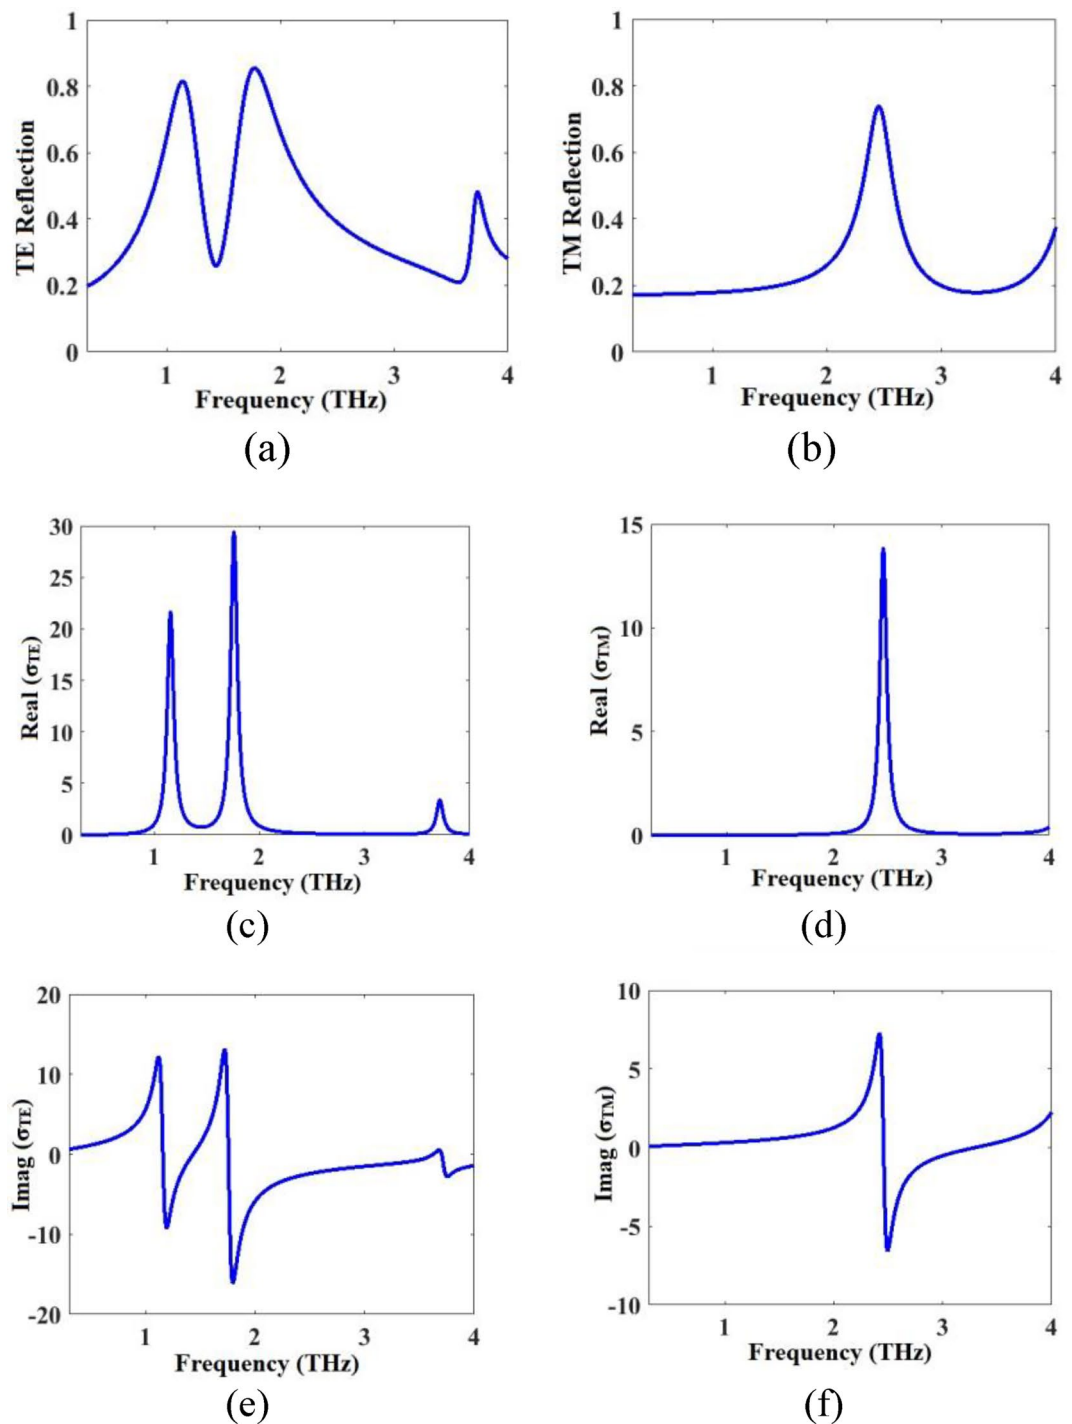 1
0.8
0.6
0.4
0.2
0
TE Reflection
1 2 3 4
Frequency (THz)
(a)
1
0.8
0.6
0.4
0.2
0
TM Reflection
1 2 3 4
Frequency (THz)
(b)
30
25
20
15
10
5
0
Real (σTE)
1 2 3 4
Frequency (THz)
(c)
15
10
5
0
Real (σTM)
1 2 3 4
Frequency (THz)
(d)
20
10
0
-10
-20
Imag (σTE)
1 2 3 4
Frequency (THz)
(e)
10
5
0
-5
-10
Imag (σTM)
1 2 3 4
Frequency (THz)
(f)